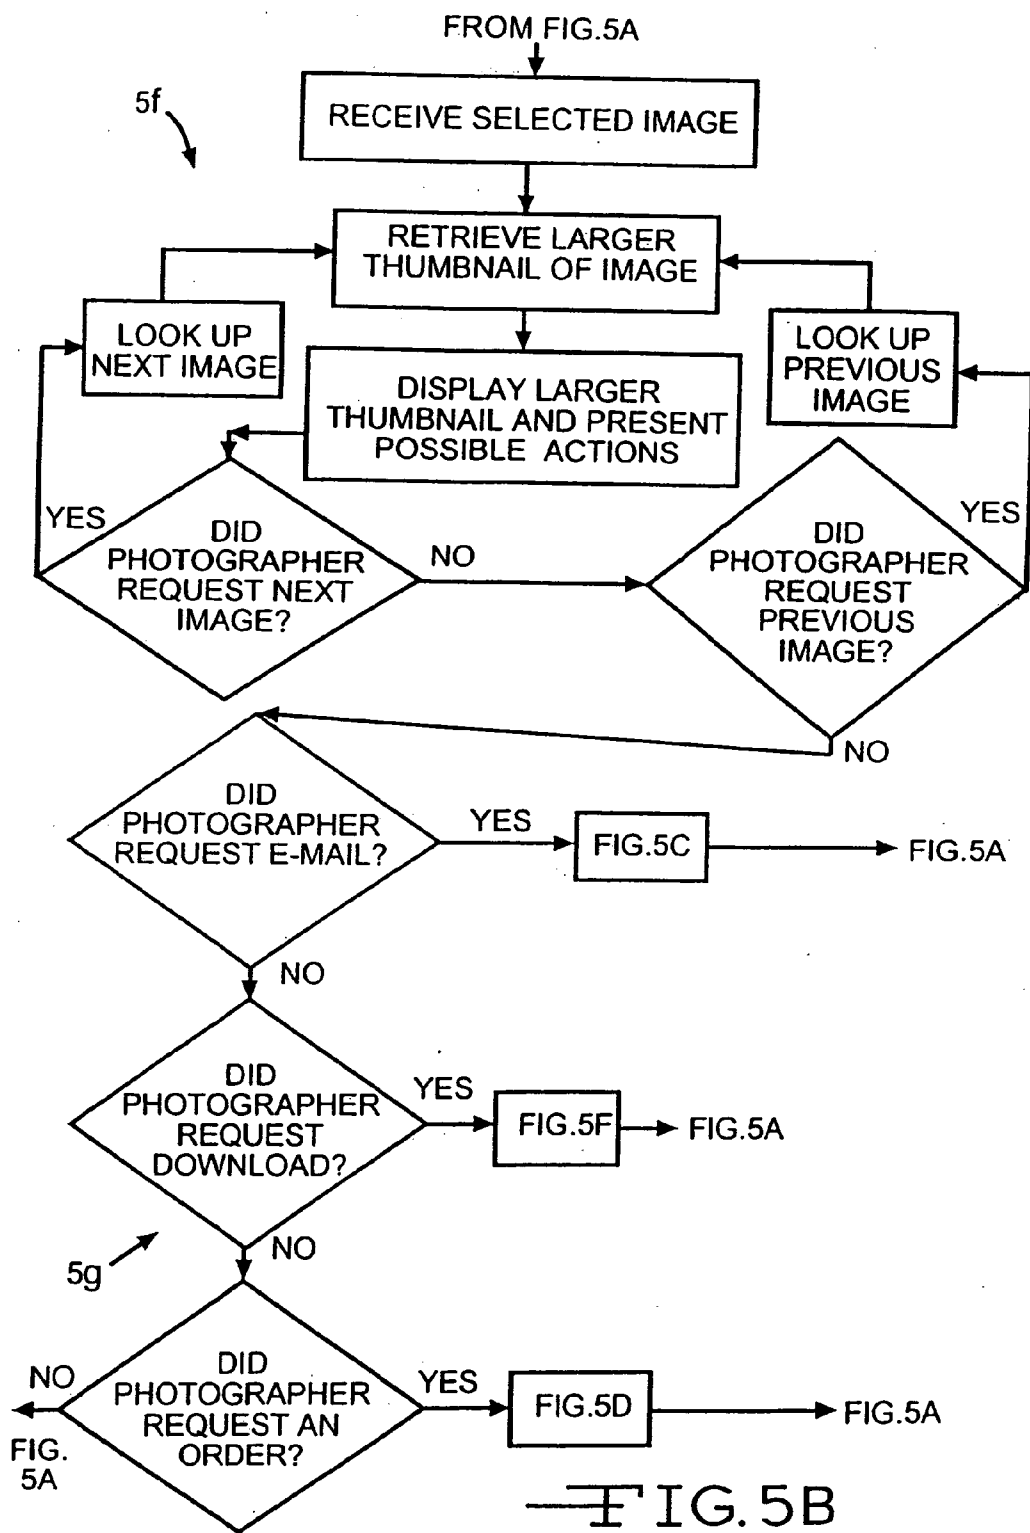 FROM FIG.5A
5f
RECEIVE SELECTED IMAGE
RETRIEVE LARGER
THUMBNAIL OF IMAGE
LOOK UP
NEXT IMAGE
LOOK UP
PREVIOUS
IMAGE
DISPLAY LARGER
THUMBNAIL AND PRESENT
POSSIBLE ACTIONS
YES
DID
PHOTOGRAPHER
REQUEST NEXT
IMAGE?
NO
DID
PHOTOGRAPHER
REQUEST
PREVIOUS
IMAGE?
YES
NO
DID
PHOTOGRAPHER
REQUEST E-MAIL?
YES
FIG.5C
FIG.5A
NO
DID
PHOTOGRAPHER
REQUEST
DOWNLOAD?
YES
FIG.5F
FIG.5A
5g
NO
DID
PHOTOGRAPHER
REQUEST AN
ORDER?
NO
FIG.
5A
YES
FIG.5D
FIG.5A
FIG. 5B